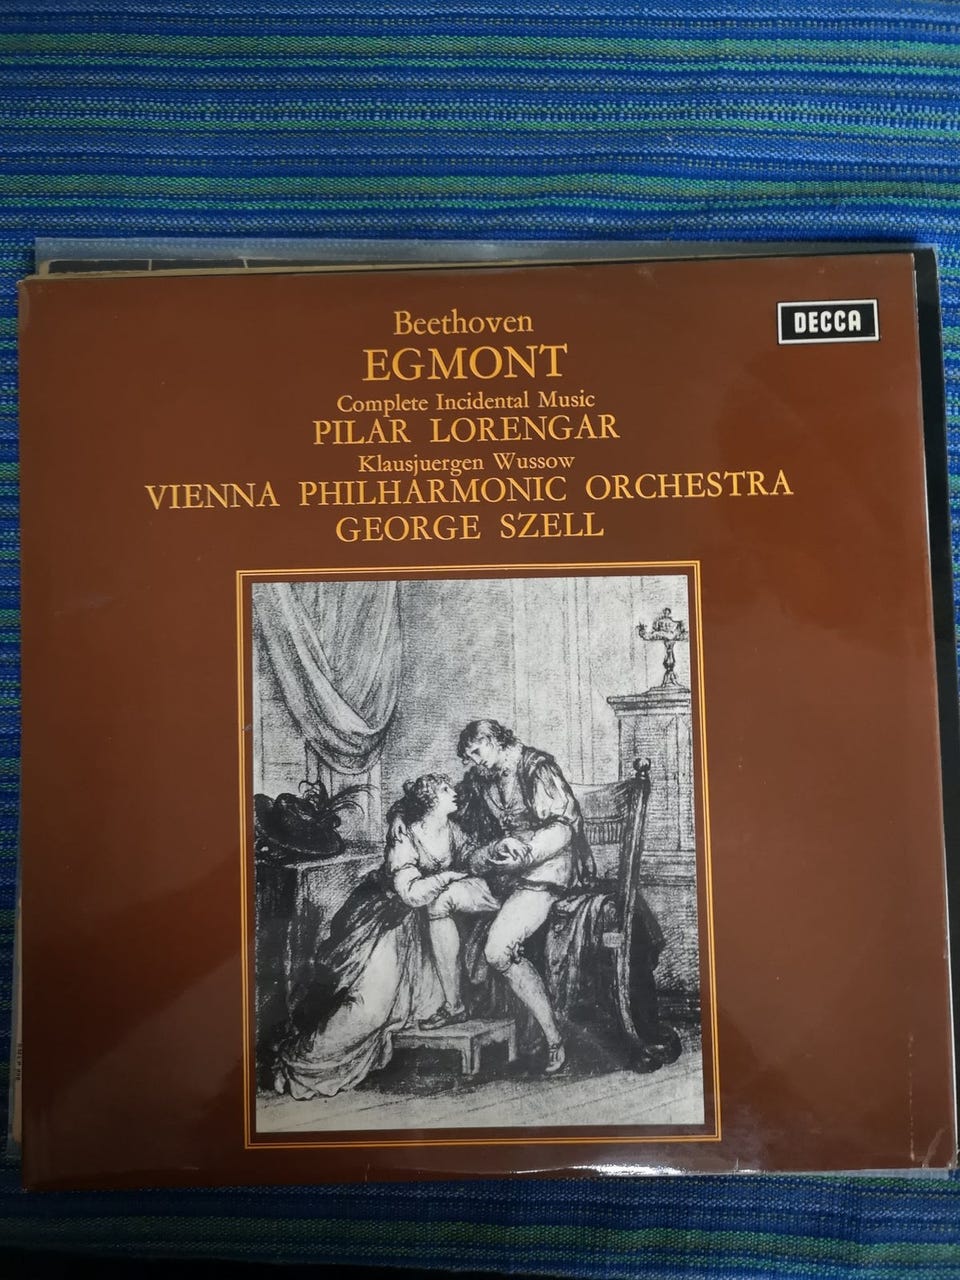 Beethoven
DECCA
EGMONT
Complete Incidental Music
PILAR LORENGAR
Klausjuergen Wussow
VIENNA PHILHARMONIC ORCHESTRA
GEORGE SZELL